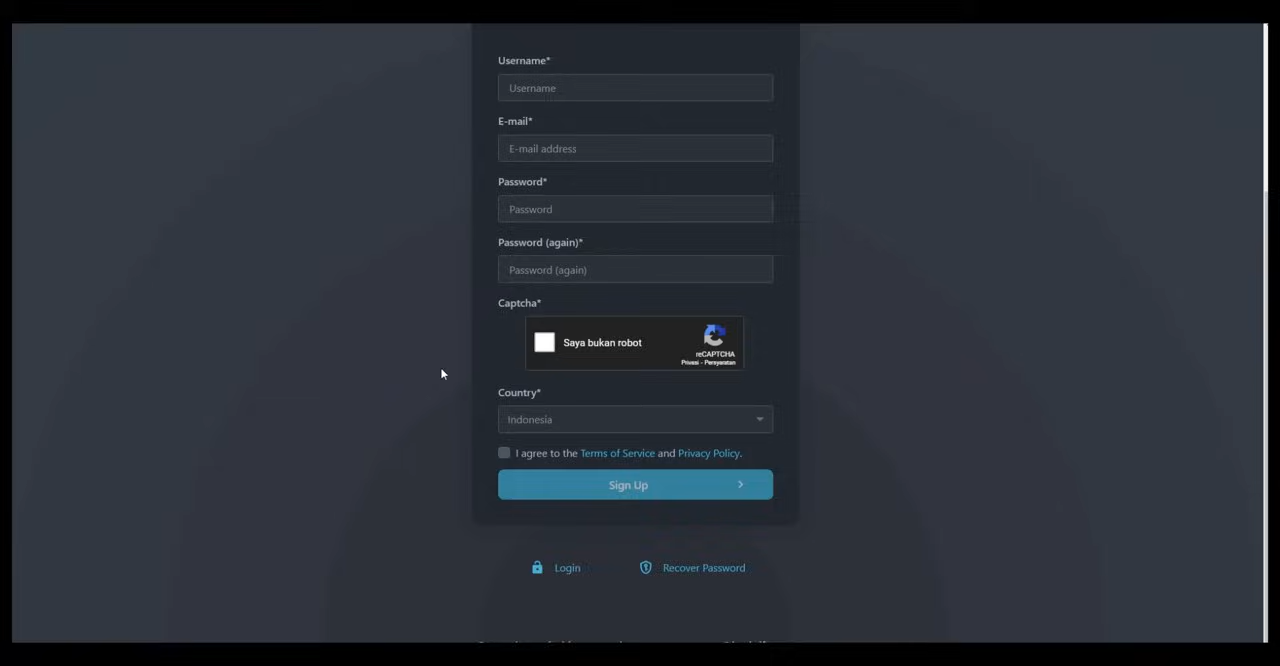 Username*
Username
E-mail*
E-mail address
Password*
Password
Password (again)*
Password (again)
Captcha*
Saya bukan robot
reCAPTCHA
Privasi - Persyaratan
Country*
Indonesia
I agree to the Terms of Service and Privacy Policy.
Sign Up
Login
Recover Password